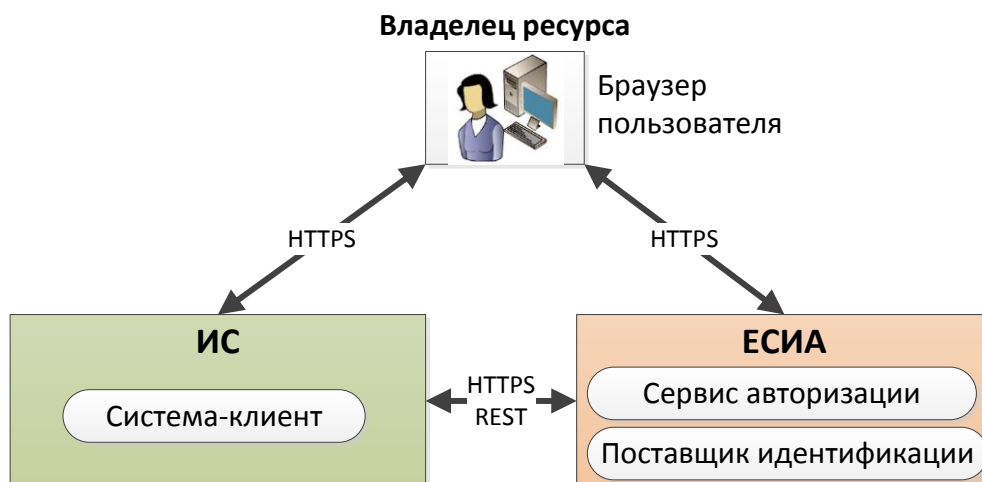 Владелец ресурса
Браузер
пользователя
HTTPS
HTTPS
ИС
Система-клиент
HTTPS
REST
ЕСИА
Сервис авторизации
Поставщик идентификации